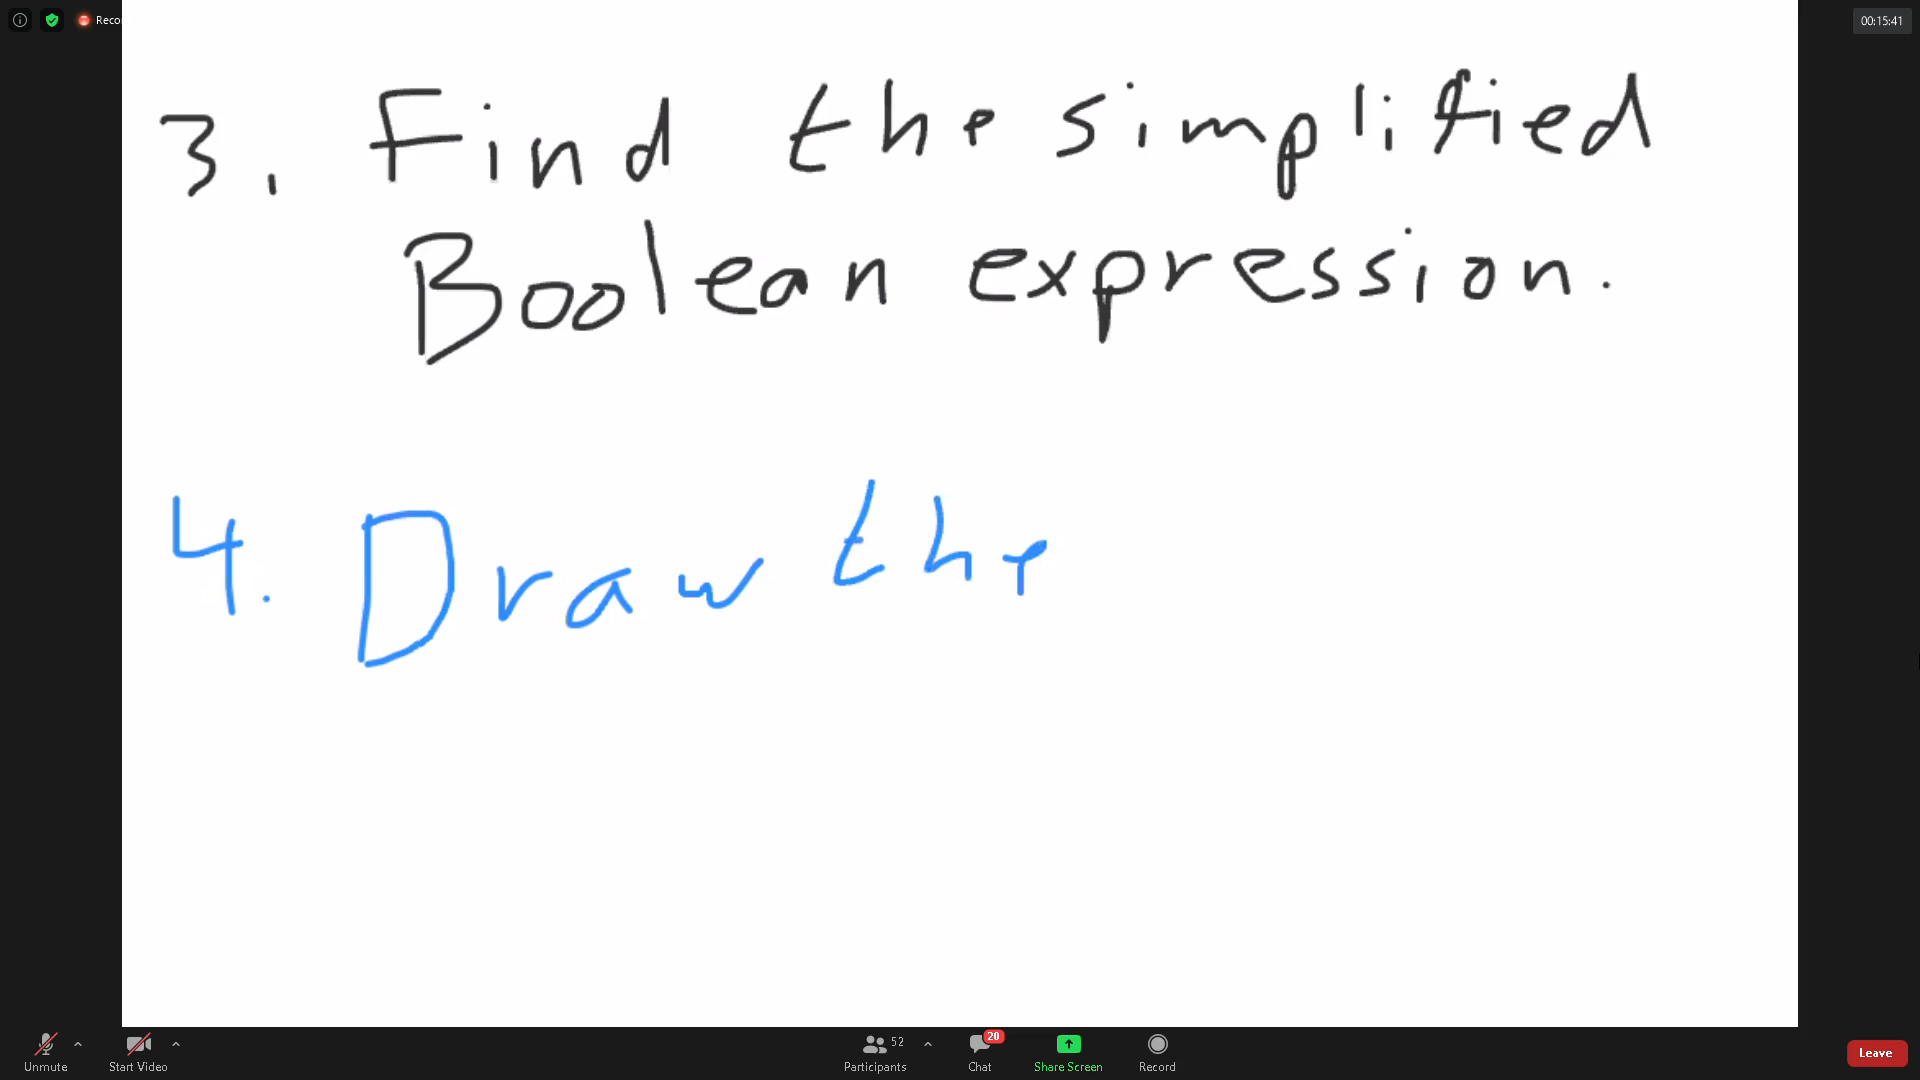 Recor
00:15:41
3. Find the simplified
Boolean expression.
4. Draw the
Unmute
Start Video
52
Participants
20
Chat
Share Screen
Record
Leave